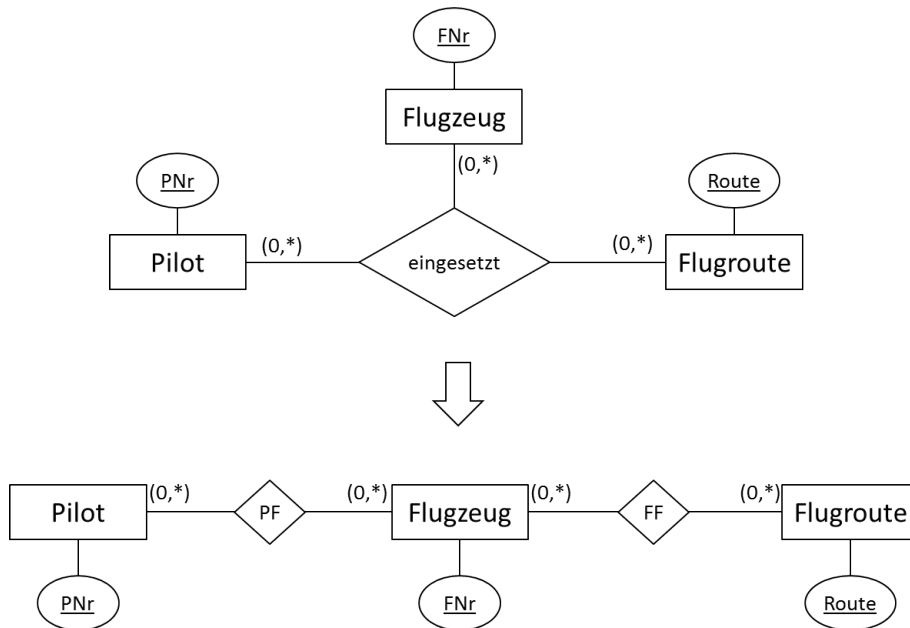 FNr
Flugzeug
(0,*)
PNr
Route
(0,*)
(0,*)
Pilot
eingesetzt
Flugroute
(0,*)
(0,*)
(0,*)
(0,*)
Pilot
PF
Flugzeug
FF
Flugroute
PNr
FNr
Route